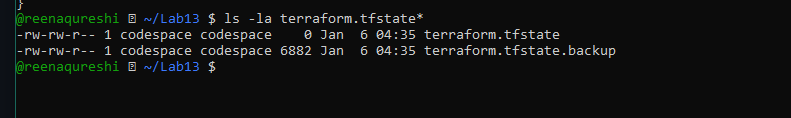 }
@reenaqureshi ~/Lab13 $ ls -la terraform.tfstate*
-rw-rw-r-- 1 codespace codespace    0 Jan  6 04:35 terraform.tfstate
-rw-rw-r-- 1 codespace codespace 6882 Jan  6 04:35 terraform.tfstate.backup
@reenaqureshi ~/Lab13 $